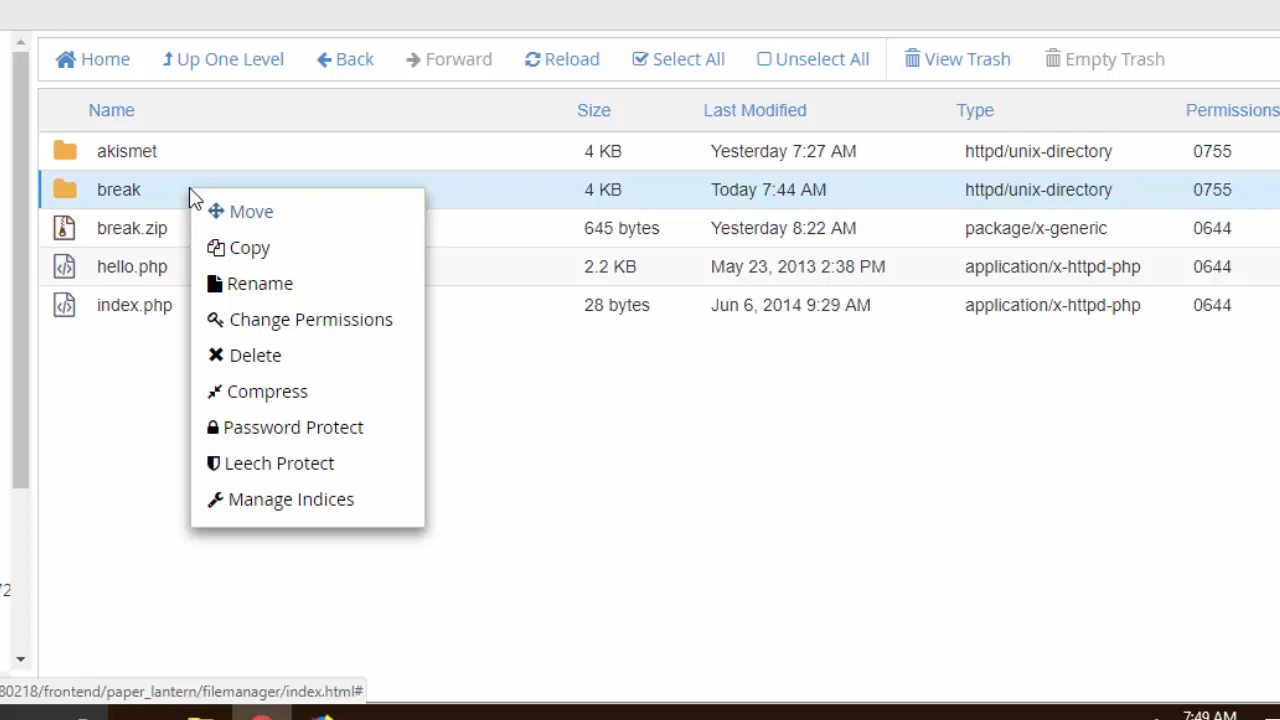 Home Up One Level Back Forward Reload Select All Unselect All View Trash Empty Trash
Name Size Last Modified Type Permissions
akismet 4 KB Yesterday 7:27 AM httpd/unix-directory 0755
break 4 KB Today 7:44 AM httpd/unix-directory 0755
break.zip 645 bytes Yesterday 8:22 AM package/x-generic 0644
hello.php 2.2 KB May 23, 2013 2:38 PM application/x-httpd-php 0644
index.php 28 bytes Jun 6, 2014 9:29 AM application/x-httpd-php 0644
Move
Copy
Rename
Change Permissions
Delete
Compress
Password Protect
Leech Protect
Manage Indices
/2
80218/frontend/paper_lantern/filemanager/index.html#
7:49 AM